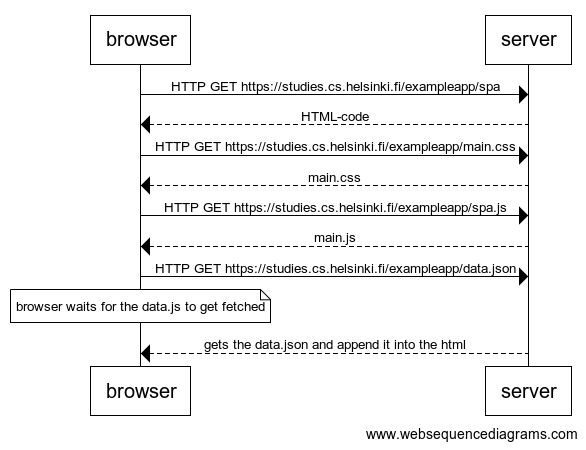 browser
server
HTTP GET https://studies.cs.helsinki.fi/exampleapp/spa
HTML-code
HTTP GET https://studies.cs.helsinki.fi/exampleapp/main.css
main.css
HTTP GET https://studies.cs.helsinki.fi/exampleapp/spa.js
main.js
HTTP GET https://studies.cs.helsinki.fi/exampleapp/data.json
browser waits for the data.js to get fetched
gets the data.json and append it into the html
browser
server
www.websequencediagrams.com